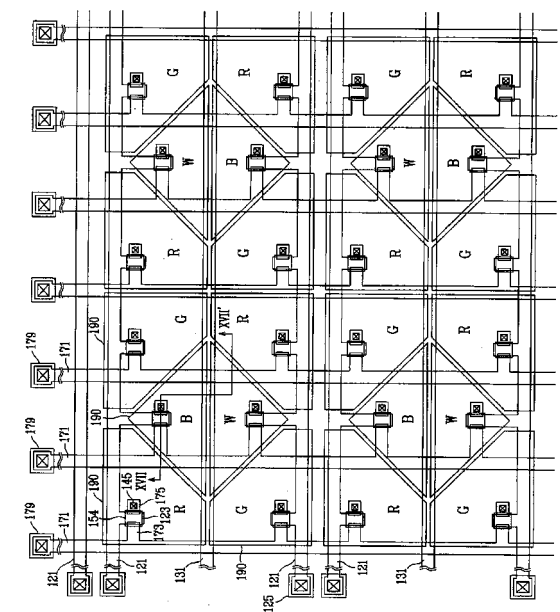 G R G R
W B W B
R G R G
179 190 G R G R
171
XVII'
179 190 B W B W
171 190
XVII
145
175
179 154 123 R G R G
171 173
121 121 131 190 121 125 121 131